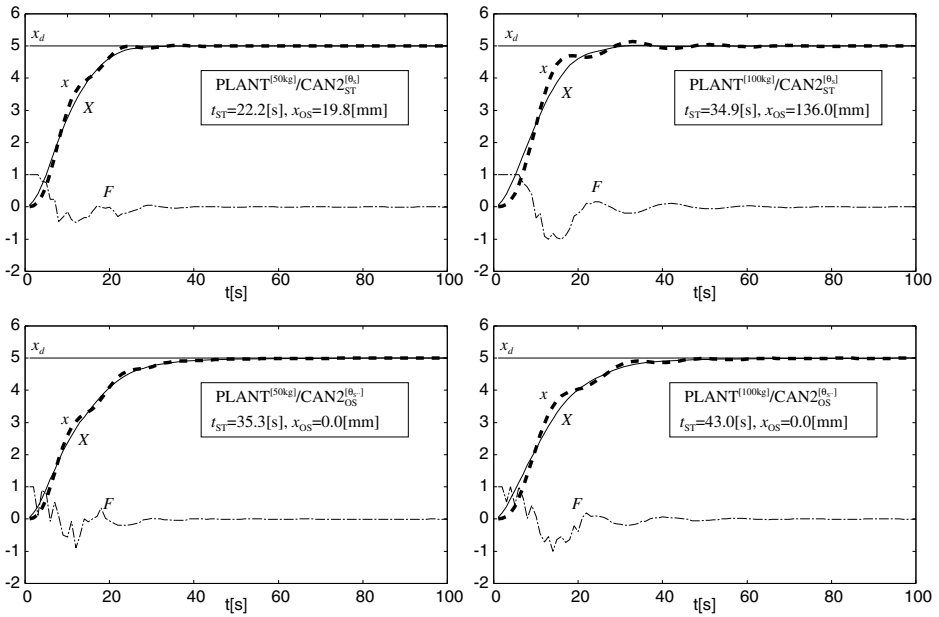 6
5
4
3
2
1
0
-1
-2
x_d
x
X
F
PLANT^[50kg]/CAN2_ST^[θ_s]
t_ST=22.2[s], x_OS=19.8[mm]
0 20 40 60 80 100
t[s]
6
5
4
3
2
1
0
-1
-2
x_d
x
X
F
PLANT^[100kg]/CAN2_ST^[θ_s]
t_ST=34.9[s], x_OS=136.0[mm]
0 20 40 60 80 100
t[s]
6
5
4
3
2
1
0
-1
-2
x_d
x
X
F
PLANT^[50kg]/CAN2_OS^[θ_s-]
t_ST=35.3[s], x_OS=0.0[mm]
0 20 40 60 80 100
t[s]
6
5
4
3
2
1
0
-1
-2
x_d
x
X
F
PLANT^[100kg]/CAN2_OS^[θ_s-]
t_ST=43.0[s], x_OS=0.0[mm]
0 20 40 60 80 100
t[s]